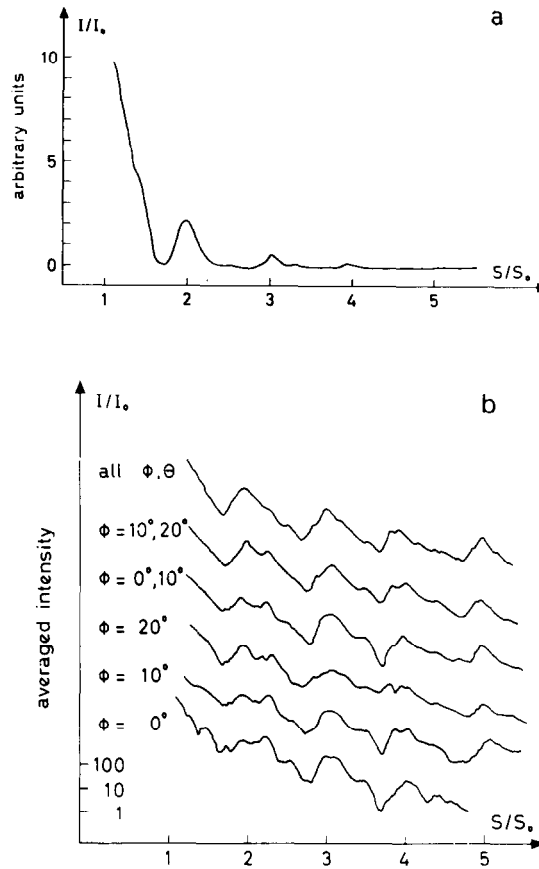 a
I/I₀
arbitrary units
10
5
0
1 2 3 4 5
S/S₀
b
I/I₀
averaged intensity
all Φ,Θ
Φ=10°,20°
Φ=0°,10°
Φ= 20°
Φ= 10°
Φ= 0°
100
10
1
1 2 3 4 5
S/S₀